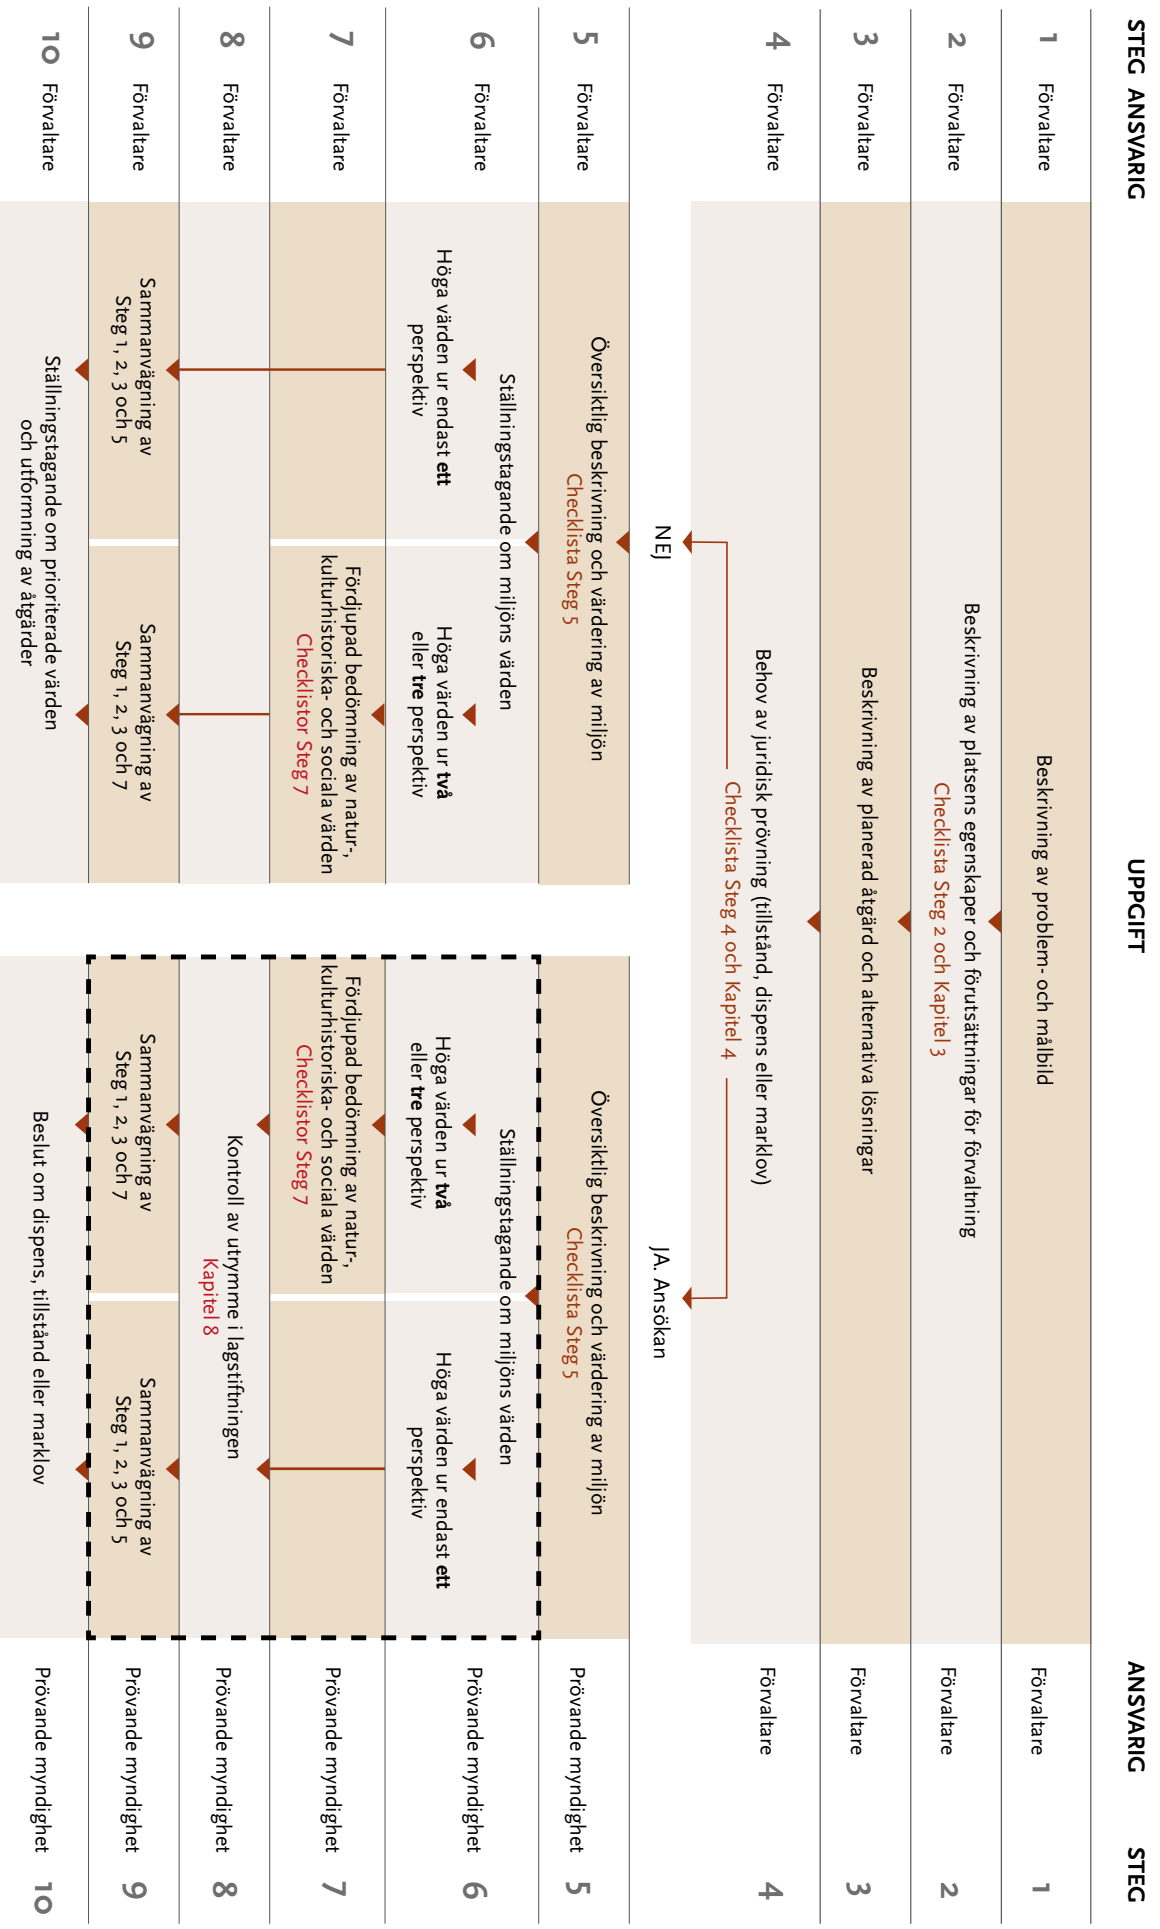 STEG ANSVARIG UPPGIFT ANSVARIG STEG
1 Förvaltare Beskrivning av problem- och målbild Förvaltare 1
2 Förvaltare Beskrivning av platsens egenskaper och förutsättningar för förvaltning Förvaltare 2
Checklista Steg 2 och Kapitel 3
3 Förvaltare Beskrivning av planerad åtgärd och alternativa lösningar Förvaltare 3
4 Förvaltare Behov av juridisk prövning (tillstånd, dispens eller marklov) Förvaltare 4
Checklista Steg 4 och Kapitel 4
NEJ JA. Ansökan
5 Förvaltare Översiktlig beskrivning och värdering av miljön Översiktlig beskrivning och värdering av miljön Prövande myndighet 5
Checklista Steg 5 Checklista Steg 5
Ställningstagande om miljöns värden Ställningstagande om miljöns värden
6 Förvaltare Prövande myndighet 6
Höga värden ur endast ett Höga värden ur två Höga värden ur två Höga värden ur endast ett
perspektiv eller tre perspektiv eller tre perspektiv perspektiv
Fördjupad bedömning av natur-, Fördjupad bedömning av natur-,
7 Förvaltare kulturhistoriska- och sociala värden kulturhistoriska- och sociala värden Prövande myndighet 7
Checklistor Steg 7 Checklistor Steg 7
8 Förvaltare Kontroll av utrymme i lagstiftningen Prövande myndighet 8
Kapitel 8
9 Förvaltare Sammanvägning av Sammanvägning av Sammanvägning av Sammanvägning av Prövande myndighet 9
Steg 1, 2, 3 och 5 Steg 1, 2, 3 och 7 Steg 1, 2, 3 och 7 Steg 1, 2, 3 och 5
10 Förvaltare Ställningstagande om prioriterade värden Beslut om dispens, tillstånd eller marklov Prövande myndighet 10
och utformning av åtgärder